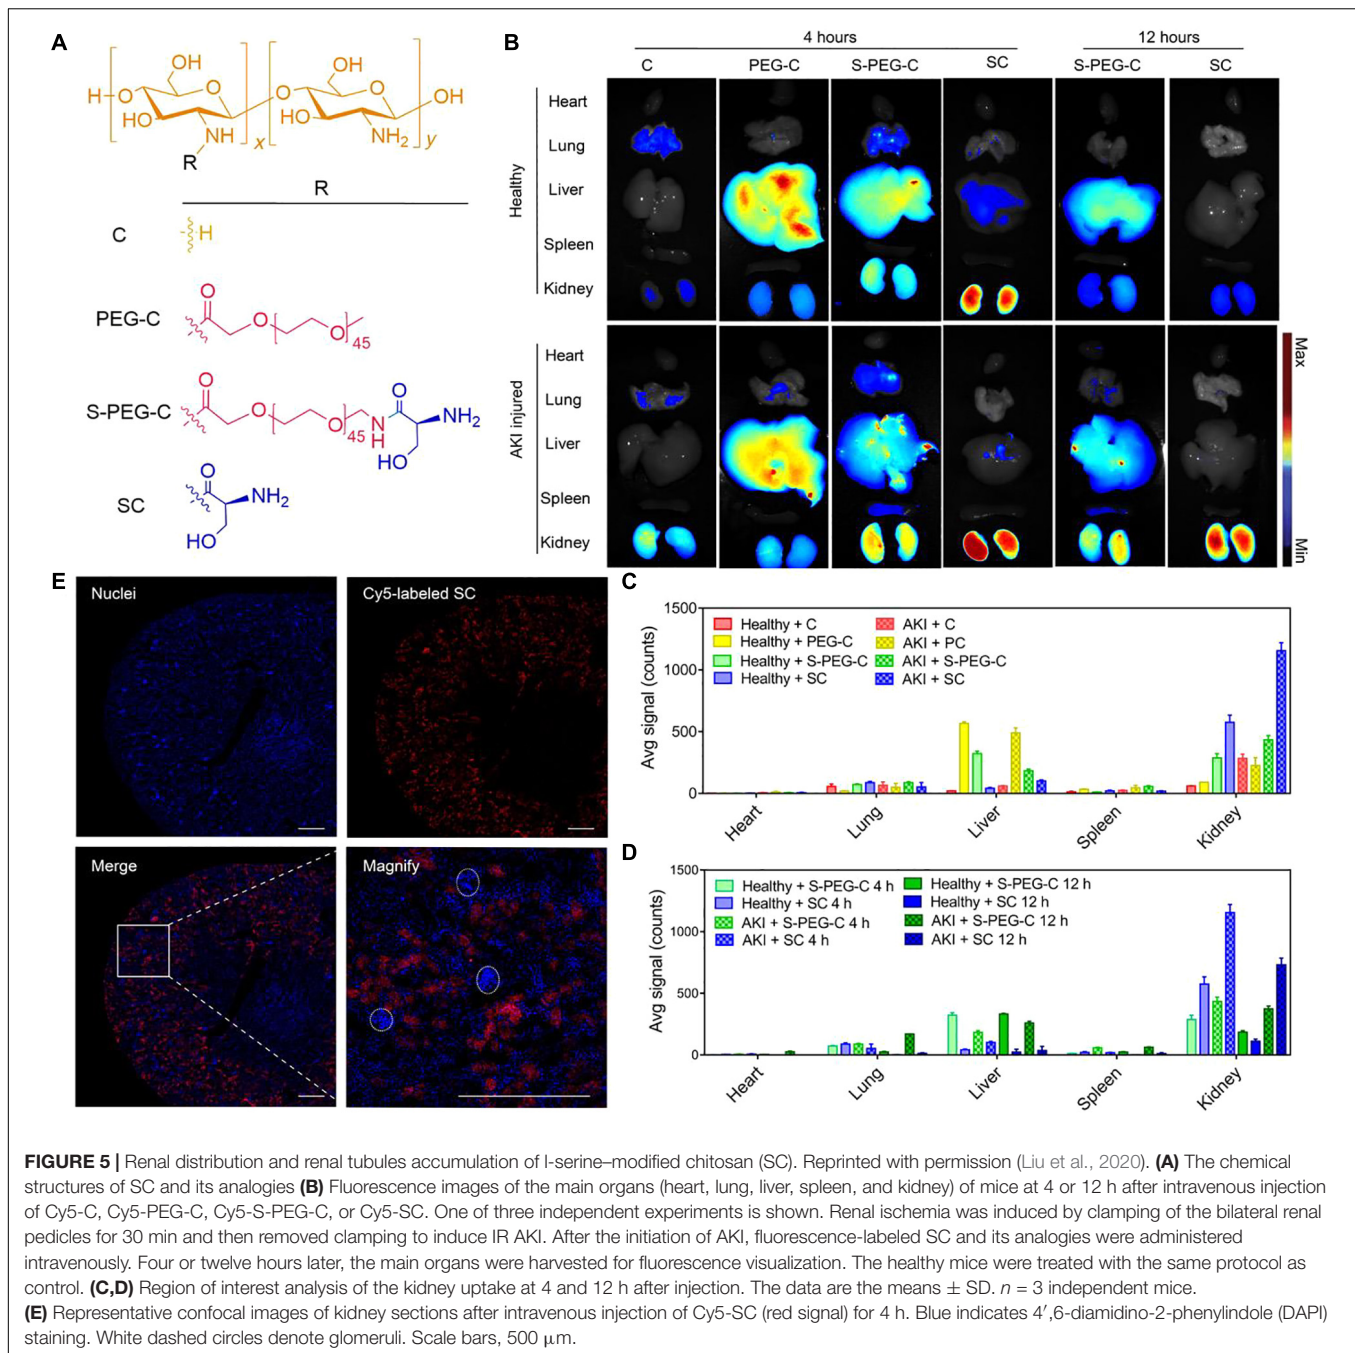 A
OH
OH
H
O
O
O
O
OH
HO
HO
NH
NH2
x
y
R
R
C
H
PEG-C
O
O
O
45
S-PEG-C
O
O
O
45
N
H
O
NH2
HO
SC
O
NH2
HO
B
4 hours
12 hours
C
PEG-C
S-PEG-C
SC
S-PEG-C
SC
Healthy
Heart
Lung
Liver
Spleen
Kidney
AKI injured
Heart
Lung
Liver
Spleen
Kidney
Max
Min
E
Nuclei
Cy5-labeled SC
Merge
Magnify
C
Avg signal (counts)
1500
1000
500
0
Healthy + C
Healthy + PEG-C
Healthy + S-PEG-C
Healthy + SC
AKI + C
AKI + PC
AKI + S-PEG-C
AKI + SC
Heart
Lung
Liver
Spleen
Kidney
D
Avg signal (counts)
1500
1000
500
0
Healthy + S-PEG-C 4 h
Healthy + SC 4 h
AKI + S-PEG-C 4 h
AKI + SC 4 h
Healthy + S-PEG-C 12 h
Healthy + SC 12 h
AKI + S-PEG-C 12 h
AKI + SC 12 h
Heart
Lung
Liver
Spleen
Kidney
FIGURE 5 | Renal distribution and renal tubules accumulation of l-serine–modified chitosan (SC). Reprinted with permission (Liu et al., 2020). (A) The chemical
structures of SC and its analogies (B) Fluorescence images of the main organs (heart, lung, liver, spleen, and kidney) of mice at 4 or 12 h after intravenous injection
of Cy5-C, Cy5-PEG-C, Cy5-S-PEG-C, or Cy5-SC. One of three independent experiments is shown. Renal ischemia was induced by clamping of the bilateral renal
pedicles for 30 min and then removed clamping to induce IR AKI. After the initiation of AKI, fluorescence-labeled SC and its analogies were administered
intravenously. Four or twelve hours later, the main organs were harvested for fluorescence visualization. The healthy mice were treated with the same protocol as
control. (C,D) Region of interest analysis of the kidney uptake at 4 and 12 h after injection. The data are the means ± SD. n = 3 independent mice.
(E) Representative confocal images of kidney sections after intravenous injection of Cy5-SC (red signal) for 4 h. Blue indicates 4′,6-diamidino-2-phenylindole (DAPI)
staining. White dashed circles denote glomeruli. Scale bars, 500 μm.